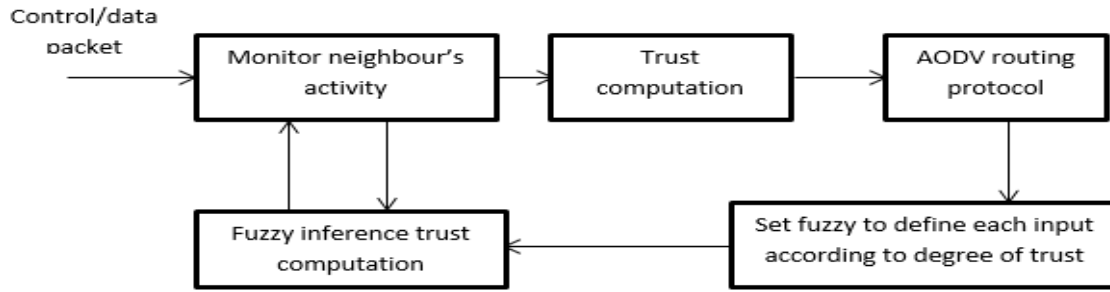 Control/data
packet
Monitor neighbour's
activity
Trust
computation
AODV routing
protocol
Fuzzy inference trust
computation
Set fuzzy to define each input
according to degree of trust